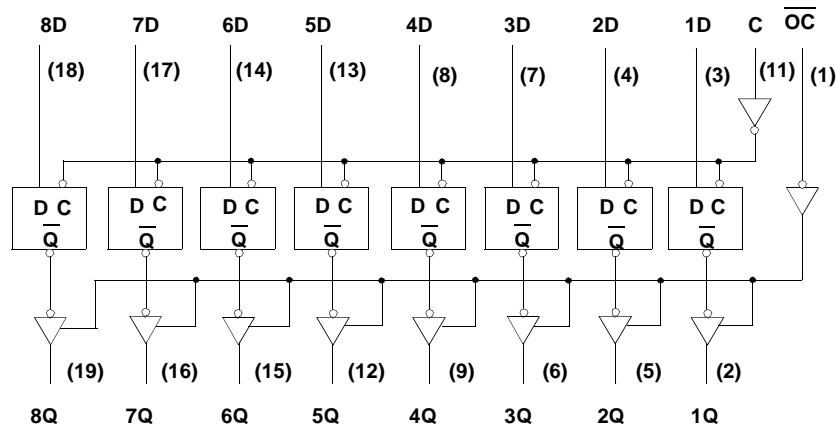 8D 7D 6D 5D 4D 3D 2D 1D C O̅C̅
(18) (17) (14) (13) (8) (7) (4) (3) (11) (1)
D C D C D C D C D C D C D C D C
Q̅ Q̅ Q̅ Q̅ Q̅ Q̅ Q̅ Q̅
(19) (16) (15) (12) (9) (6) (5) (2)
8Q 7Q 6Q 5Q 4Q 3Q 2Q 1Q